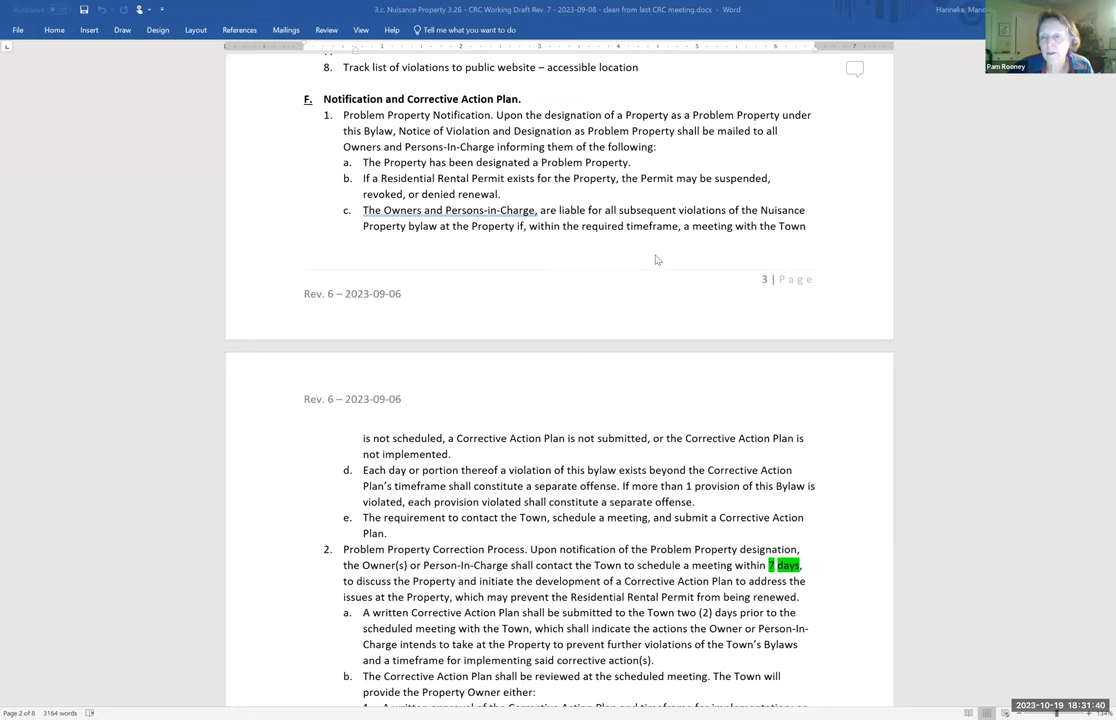 3.c. Nuisance Property 3.26 - CRC Working Draft Rev. 7 - 2023-09-08 - clean from last CRC meeting.docx - Word
File Home Insert Draw Design Layout References Mailings Review View Help Tell me what you want to do
Pam Rooney
8. Track list of violations to public website – accessible location
F. Notification and Corrective Action Plan.
1. Problem Property Notification. Upon the designation of a Property as a Problem Property under
this Bylaw, Notice of Violation and Designation as Problem Property shall be mailed to all
Owners and Persons-In-Charge informing them of the following:
a. The Property has been designated a Problem Property.
b. If a Residential Rental Permit exists for the Property, the Permit may be suspended,
revoked, or denied renewal.
c. The Owners and Persons-in-Charge, are liable for all subsequent violations of the Nuisance
Property bylaw at the Property if, within the required timeframe, a meeting with the Town
3 | Page
Rev. 6 – 2023-09-06
Rev. 6 – 2023-09-06
is not scheduled, a Corrective Action Plan is not submitted, or the Corrective Action Plan is
not implemented.
d. Each day or portion thereof a violation of this bylaw exists beyond the Corrective Action
Plan's timeframe shall constitute a separate offense. If more than 1 provision of this Bylaw is
violated, each provision violated shall constitute a separate offense.
e. The requirement to contact the Town, schedule a meeting, and submit a Corrective Action
Plan.
2. Problem Property Correction Process. Upon notification of the Problem Property designation,
the Owner(s) or Person-In-Charge shall contact the Town to schedule a meeting within 7 days,
to discuss the Property and initiate the development of a Corrective Action Plan to address the
issues at the Property, which may prevent the Residential Rental Permit from being renewed.
a. A written Corrective Action Plan shall be submitted to the Town two (2) days prior to the
scheduled meeting with the Town, which shall indicate the actions the Owner or Person-In-
Charge intends to take at the Property to prevent further violations of the Town's Bylaws
and a timeframe for implementing said corrective action(s).
b. The Corrective Action Plan shall be reviewed at the scheduled meeting. The Town will
provide the Property Owner either:
Page 2 of 8 3164 words
2023-10-19 18:31:40